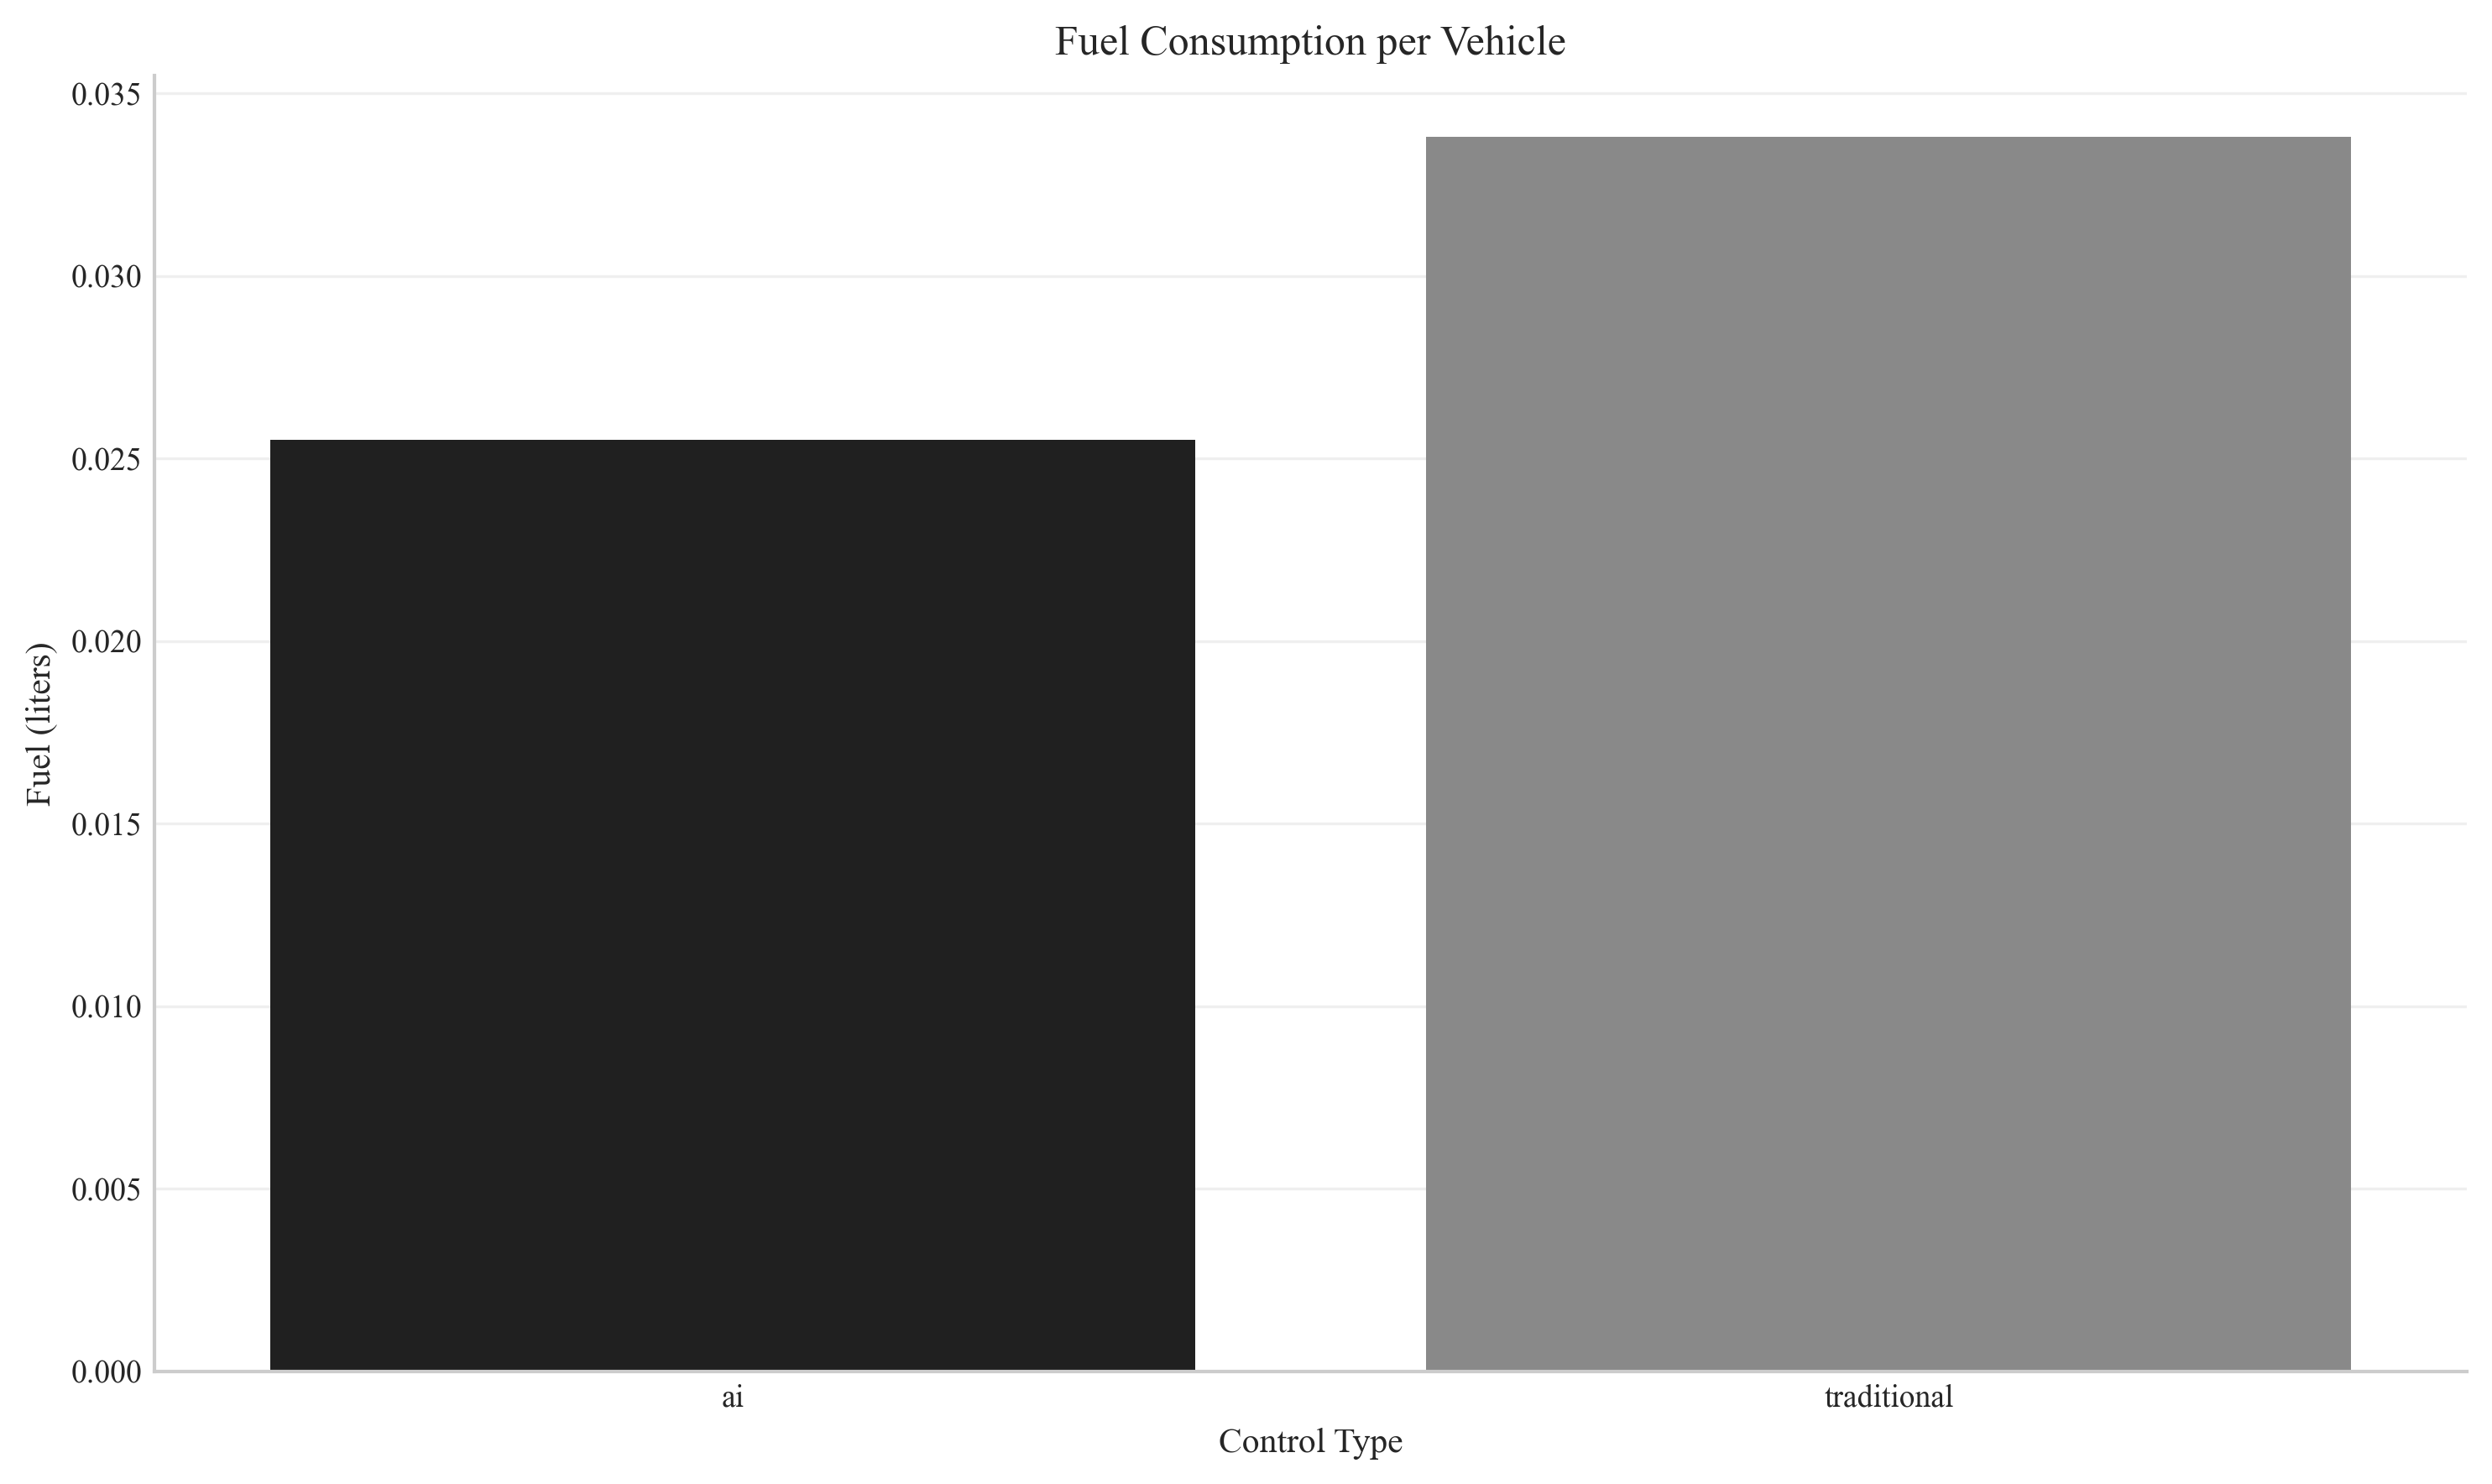 Fuel Consumption per Vehicle
Fuel (liters)
0.035
0.030
0.025
0.020
0.015
0.010
0.005
0.000
ai
traditional
Control Type